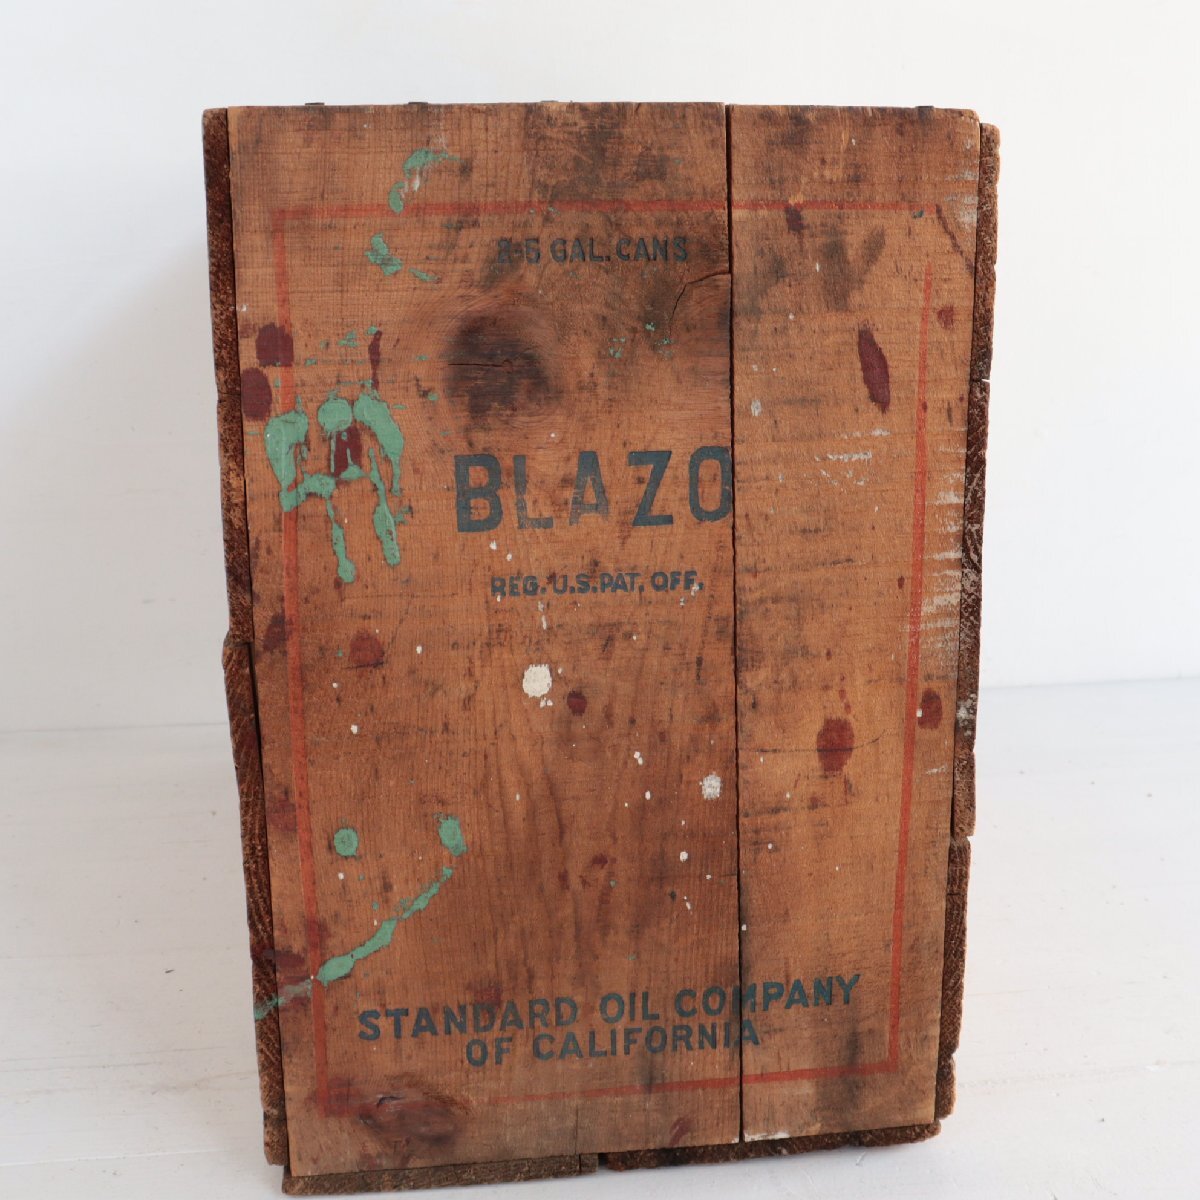 2-5 GAL. CANS
BLAZO
REG. U.S. PAT. OFF.
STANDARD OIL COMPANY
OF CALIFORNIA